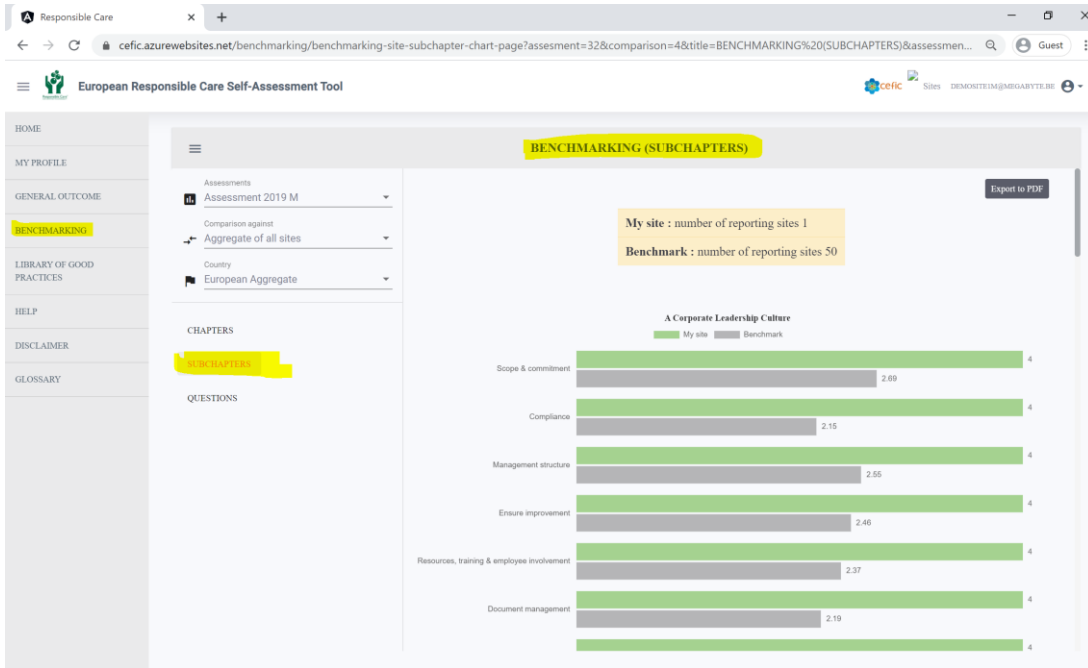 Responsible Care
cefic.azurewebsites.net/benchmarking/benchmarking-site-subchapter-chart-page?assesment=32&comparison=4&title=BENCHMARKING%20(SUBCHAPTERS)&assessmen...
Guest
European Responsible Care Self-Assessment Tool
cefic
Sites
DEMOSITE1M@MEGABYTE.BE
HOME
MY PROFILE
GENERAL OUTCOME
BENCHMARKING
LIBRARY OF GOOD
PRACTICES
HELP
DISCLAIMER
GLOSSARY
BENCHMARKING (SUBCHAPTERS)
Assessments
Assessment 2019 M
Comparison against
Aggregate of all sites
Country
European Aggregate
CHAPTERS
SUBCHAPTERS
QUESTIONS
Export to PDF
My site : number of reporting sites 1
Benchmark : number of reporting sites 50
A Corporate Leadership Culture
My site Benchmark
Scope & commitment
4
2.69
Compliance
4
2.15
Management structure
4
2.55
Ensure improvement
4
2.46
Resources, training & employee involvement
4
2.37
Document management
4
2.19
4